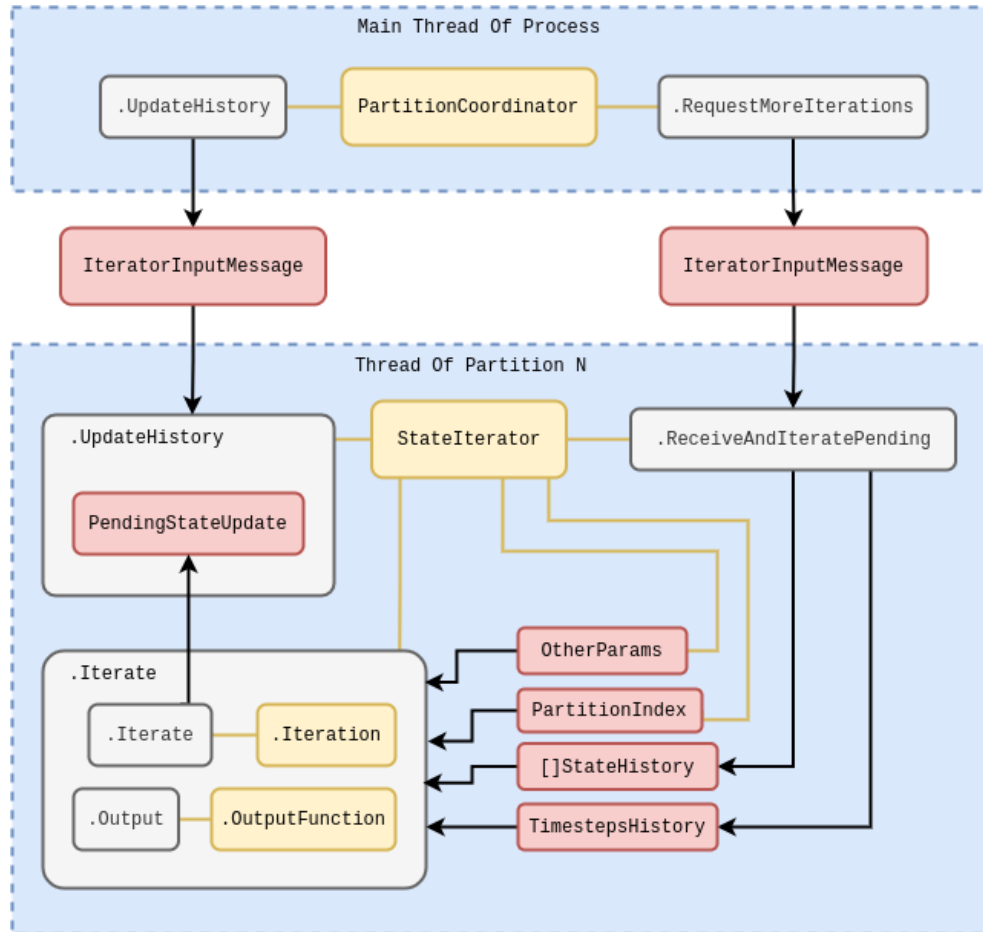 Main Thread Of Process
.UpdateHistory
PartitionCoordinator
.RequestMoreIterations
IteratorInputMessage
IteratorInputMessage
Thread Of Partition N
.UpdateHistory
StateIterator
.ReceiveAndIteratePending
PendingStateUpdate
OtherParams
.Iterate
PartitionIndex
.Iterate
.Iteration
[]StateHistory
.Output
.OutputFunction
TimestepsHistory